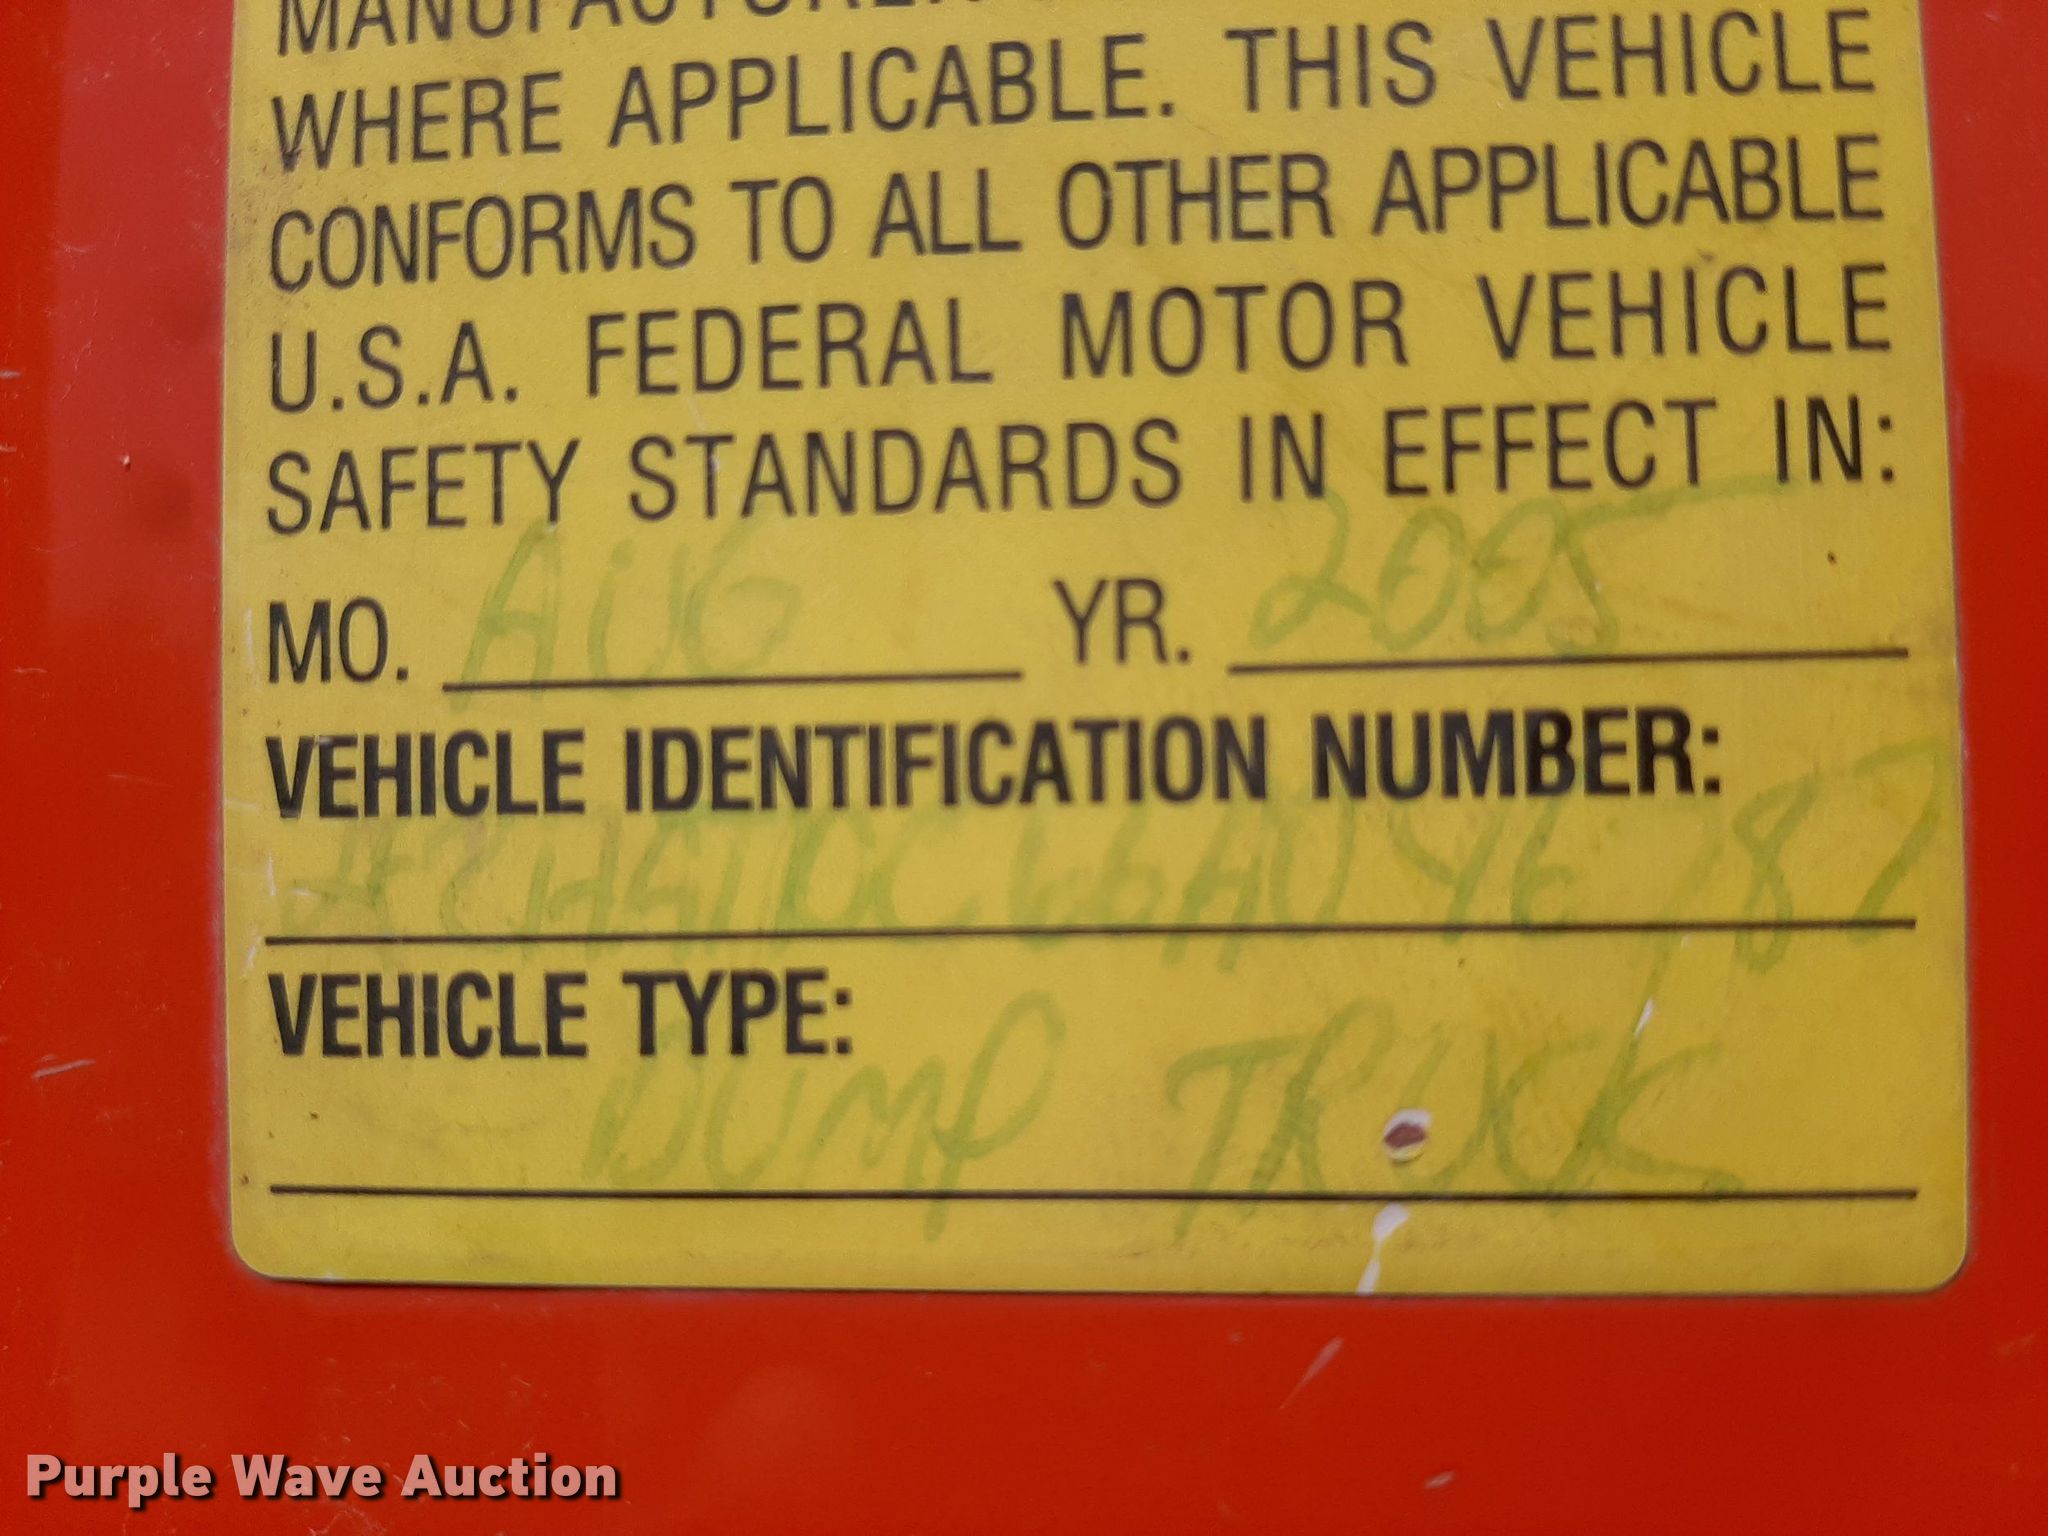 MANUFACTURER
WHERE APPLICABLE. THIS VEHICLE
CONFORMS TO ALL OTHER APPLICABLE
U.S.A. FEDERAL MOTOR VEHICLE
SAFETY STANDARDS IN EFFECT IN:
MO. AUG YR. 2005
VEHICLE IDENTIFICATION NUMBER:
VEHICLE TYPE:
DUMP TRUCK
Purple Wave Auction